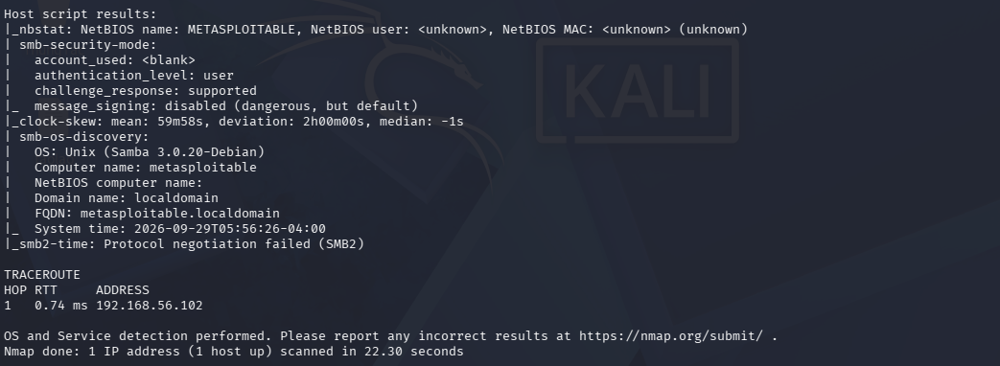 Host script results:
|_nbstat: NetBIOS name: METASPLOITABLE, NetBIOS user: <unknown>, NetBIOS MAC: <unknown> (unknown)
| smb-security-mode:
|   account_used: <blank>
|   authentication_level: user
|   challenge_response: supported
|_  message_signing: disabled (dangerous, but default)
|_clock-skew: mean: 59m58s, deviation: 2h00m00s, median: -1s
| smb-os-discovery:
|   OS: Unix (Samba 3.0.20-Debian)
|   Computer name: metasploitable
|   NetBIOS computer name:
|   Domain name: localdomain
|   FQDN: metasploitable.localdomain
|_  System time: 2026-09-29T05:56:26-04:00
|_smb2-time: Protocol negotiation failed (SMB2)
KALI
TRACEROUTE
HOP RTT     ADDRESS
1   0.74 ms 192.168.56.102
OS and Service detection performed. Please report any incorrect results at https://nmap.org/submit/ .
Nmap done: 1 IP address (1 host up) scanned in 22.30 seconds